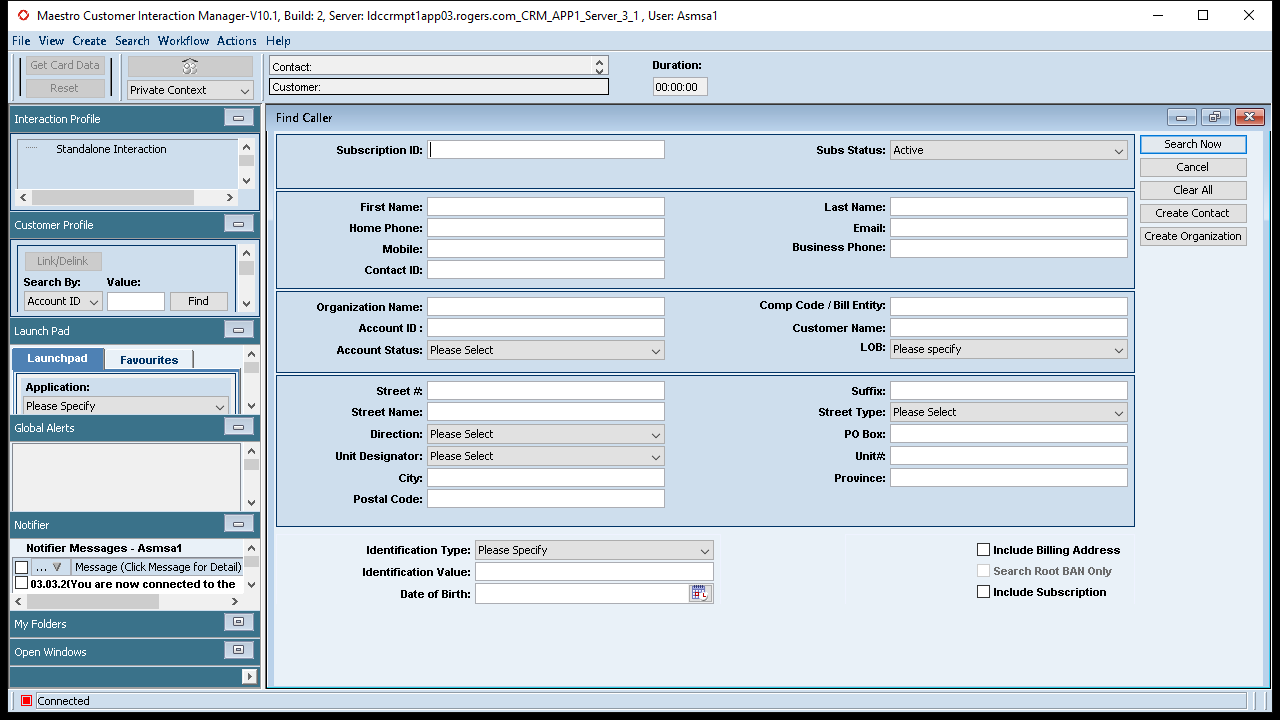 Maestro Customer Interaction Manager-V10.1, Build: 2, Server: ldccrmpt1app03.rogers.com_CRM_APP1_Server_3_1 , User: Asmsa1
File View Create Search Workflow Actions Help
Get Card Data
Reset
Private Context
Contact:
Customer:
Duration:
00:00:00
Interaction Profile
Standalone Interaction
Customer Profile
Link/Delink
Search By: Value:
Account ID Find
Launch Pad
Launchpad Favourites
Application:
Please Specify
Global Alerts
Notifier
Notifier Messages - Asmsa1
... Message (Click Message for Detail)
03.03.2(You are now connected to the
My Folders
Open Windows
Find Caller
Subscription ID: Subs Status: Active
First Name: Last Name:
Home Phone: Email:
Mobile: Business Phone:
Contact ID:
Organization Name: Comp Code / Bill Entity:
Account ID : Customer Name:
Account Status: Please Select LOB: Please specify
Street #: Suffix:
Street Name: Street Type: Please Select
Direction: Please Select PO Box:
Unit Designator: Please Select Unit#:
City: Province:
Postal Code:
Identification Type: Please Specify Include Billing Address
Identification Value: Search Root BAN Only
Date of Birth: Include Subscription
Search Now
Cancel
Clear All
Create Contact
Create Organization
Connected